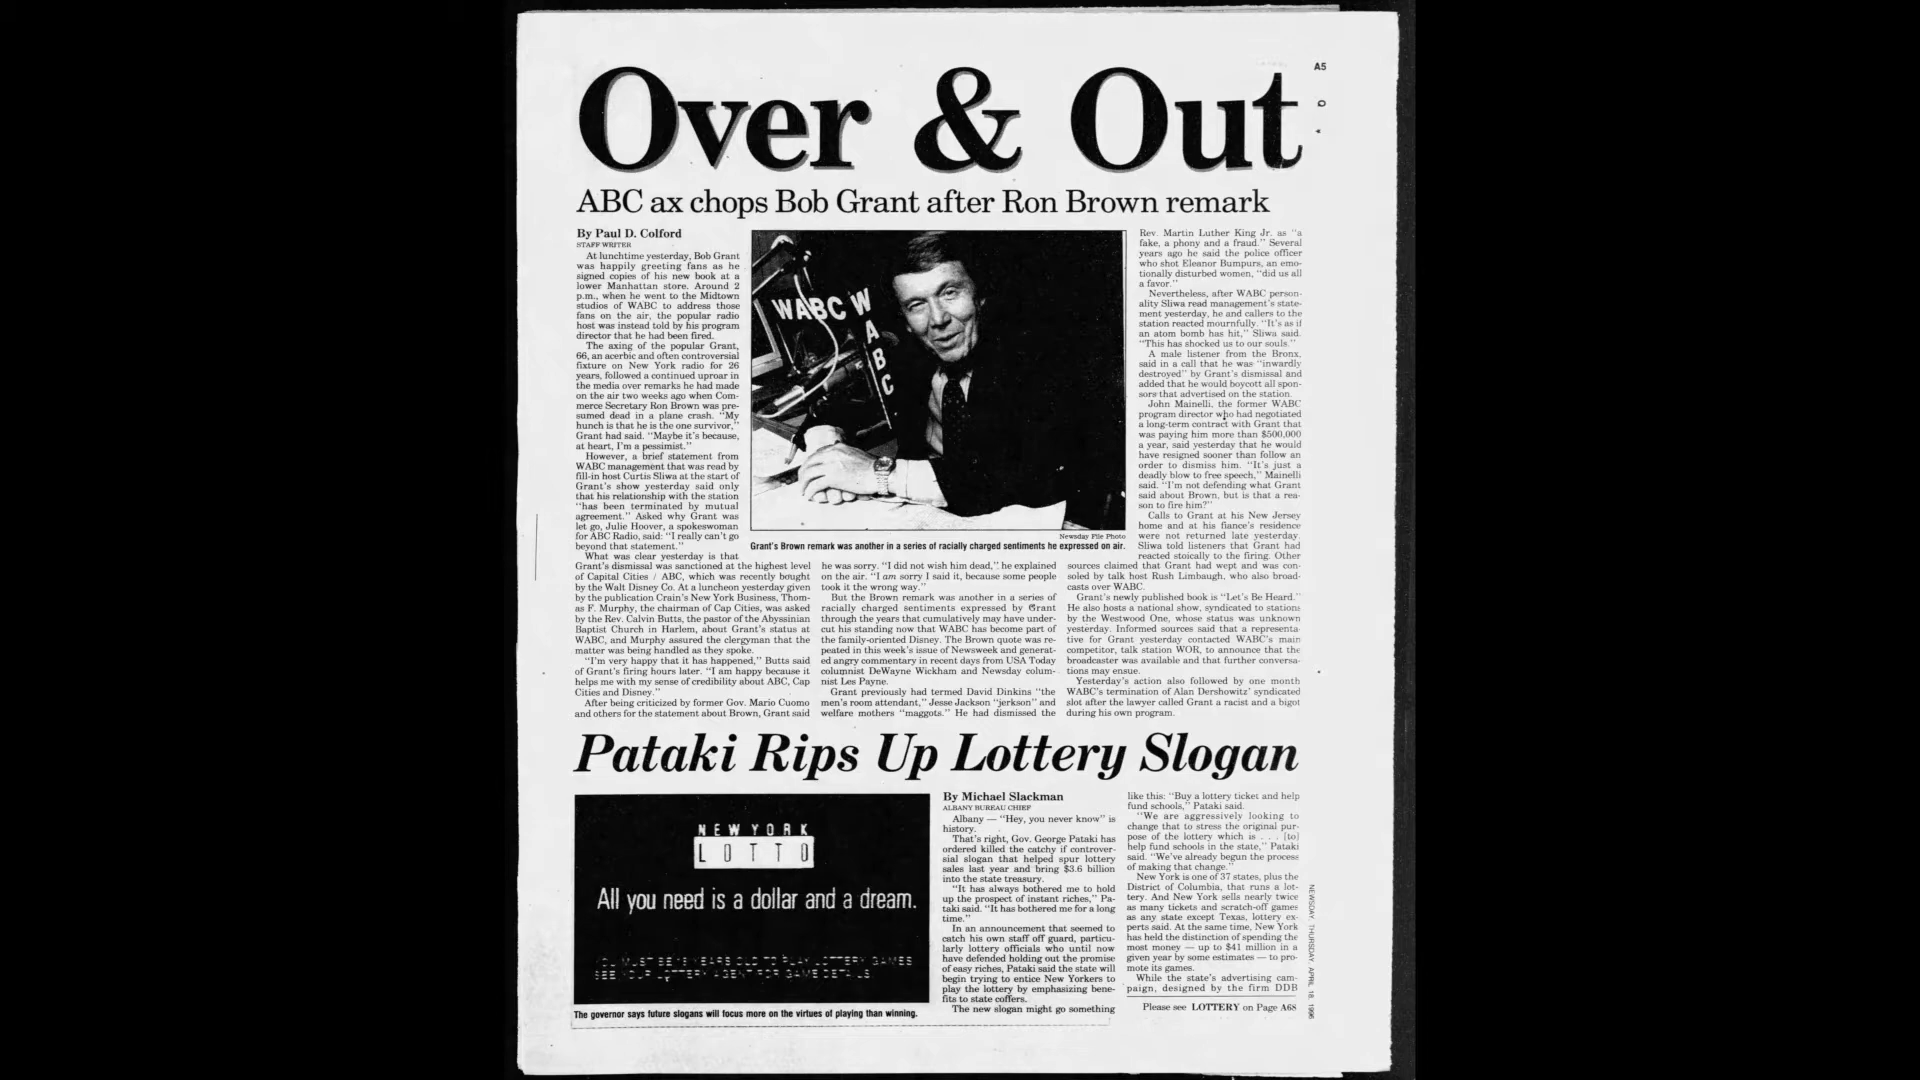 A5
Over & Out
ABC ax chops Bob Grant after Ron Brown remark
By Paul D. Colford
STAFF WRITER
At lunchtime yesterday, Bob Grant
was happily greeting fans as he
signed copies of his new book at a
lower Manhattan store. Around 2
p.m., when he went to the Midtown
studios of WABC to address those
fans on the air, the popular radio
host was instead told by his program
director that he had been fired.
The axing of the popular Grant,
66, an acerbic and often controversial
fixture on New York radio for 26
years, followed a continued uproar in
the media over remarks he had made
on the air two weeks ago when Com-
merce Secretary Ron Brown was pre-
sumed dead in a plane crash. "My
hunch is that he is the one survivor,"
Grant had said. "Maybe it's because,
at heart, I'm a pessimist."
However, a brief statement from
WABC management that was read by
fill-in host Curtis Sliwa at the start of
Grant's show yesterday said only
that his relationship with the station
"has been terminated by mutual
agreement." Asked why Grant was
let go, Julie Hoover, a spokeswoman
for ABC Radio, said: "I really can't go
beyond that statement."
What was clear yesterday is that
Grant's dismissal was sanctioned at the highest level
of Capital Cities / ABC, which was recently bought
by the Walt Disney Co. At a luncheon yesterday given
by the publication Crain's New York Business, Thom-
as F. Murphy, the chairman of Cap Cities, was asked
by the Rev. Calvin Butts, the pastor of the Abyssinian
Baptist Church in Harlem, about Grant's status at
WABC, and Murphy assured the clergyman that the
matter was being handled as they spoke.
"I'm very happy that it has happened," Butts said
of Grant's firing hours later. "I am happy because it
helps me with my sense of credibility about ABC, Cap
Cities and Disney."
After being criticized by former Gov. Mario Cuomo
and others for the statement about Brown, Grant said
WABC
WABC
Newsday File Photo
Grant's Brown remark was another in a series of racially charged sentiments he expressed on air.
he was sorry. "I did not wish him dead," he explained
on the air. "I am sorry I said it, because some people
took it the wrong way."
But the Brown remark was another in a series of
racially charged sentiments expressed by Grant
through the years that cumulatively may have under-
cut his standing now that WABC has become part of
the family-oriented Disney. The Brown quote was re-
peated in this week's issue of Newsweek and generat-
ed angry commentary in recent days from USA Today
columnist DeWayne Wickham and Newsday colum-
nist Les Payne.
Grant previously had termed David Dinkins "the
men's room attendant," Jesse Jackson "jerkson" and
welfare mothers "maggots." He had dismissed the
Rev. Martin Luther King Jr. as "a
fake, a phony and a fraud." Several
years ago he said the police officer
who shot Eleanor Bumpurs, an emo-
tionally disturbed women, "did us all
a favor."
Nevertheless, after WABC person-
ality Sliwa read management's state-
ment yesterday, he and callers to the
station reacted mournfully. "It's as if
an atom bomb has hit," Sliwa said.
"This has shocked us to our souls."
A male listener from the Bronx,
said in a call that he was "inwardly
destroyed" by Grant's dismissal and
added that he would boycott all spon-
sors that advertised on the station.
John Mainelli, the former WABC
program director who had negotiated
a long-term contract with Grant that
was paying him more than $500,000
a year, said yesterday that he would
have resigned sooner than follow an
order to dismiss him. "It's just a
deadly blow to free speech," Mainelli
said. "I'm not defending what Grant
said about Brown, but is that a rea-
son to fire him?"
Calls to Grant at his New Jersey
home and at his fiance's residence
were not returned late yesterday.
Sliwa told listeners that Grant had
reacted stoically to the firing. Other
sources claimed that Grant had wept and was con-
soled by talk host Rush Limbaugh, who also broad-
casts over WABC.
Grant's newly published book is "Let's Be Heard."
He also hosts a national show, syndicated to stations
by the Westwood One, whose status was unknown
yesterday. Informed sources said that a representa-
tive for Grant yesterday contacted WABC's main
competitor, talk station WOR, to announce that the
broadcaster was available and that further conversa-
tions may ensue.
Yesterday's action also followed by one month
WABC's termination of Alan Dershowitz' syndicated
slot after the lawyer called Grant a racist and a bigot
during his own program.
Pataki Rips Up Lottery Slogan
NEW YORK
LOTTO
All you need is a dollar and a dream.
YOU MUST BE 18 YEARS OLD TO PLAY LOTTERY GAMES
SEE YOUR LOTTERY AGENT FOR GAME DETAILS
The governor says future slogans will focus more on the virtues of playing than winning.
By Michael Slackman
ALBANY BUREAU CHIEF
Albany — "Hey, you never know" is
history.
That's right, Gov. George Pataki has
ordered killed the catchy if controver-
sial slogan that helped spur lottery
sales last year and bring $3.6 billion
into the state treasury.
"It has always bothered me to hold
up the prospect of instant riches," Pa-
taki said. "It has bothered me for a long
time."
In an announcement that seemed to
catch his own staff off guard, particu-
larly lottery officials who until now
have defended holding out the promise
of easy riches, Pataki said the state will
begin trying to entice New Yorkers to
play the lottery by emphasizing bene-
fits to state coffers.
The new slogan might go something
like this: "Buy a lottery ticket and help
fund schools," Pataki said.
"We are aggressively looking to
change that to stress the original pur-
pose of the lottery which is . . . [to]
help fund schools in the state," Pataki
said. "We've already begun the process
of making that change."
New York is one of 37 states, plus the
District of Columbia, that runs a lot-
tery. And New York sells nearly twice
as many tickets and scratch-off games
as any state except Texas, lottery ex-
perts said. At the same time, New York
has held the distinction of spending the
most money — up to $41 million in a
given year by some estimates — to pro-
mote its games.
While the state's advertising cam-
paign, designed by the firm DDB
Please see LOTTERY on Page A68
NEWSDAY, THURSDAY, APRIL 18, 1996